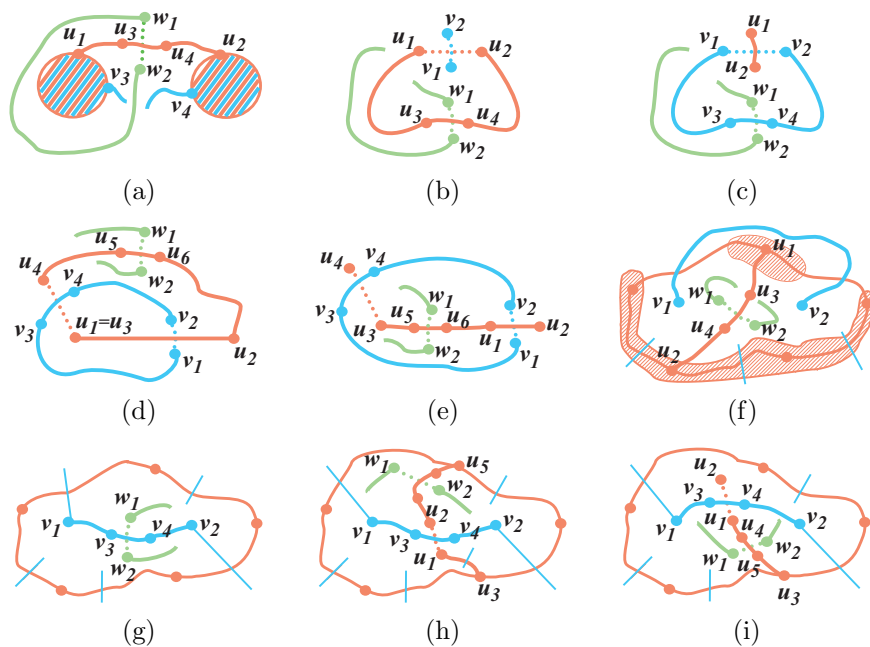 w₁
u₁ u₃ u₄ u₂
w₂
v₃ v₄
v₂
u₁ u₂
v₁
w₁
u₃ u₄
w₂
u₁
v₁ v₂
u₂
w₁
v₃ v₄
w₂
(a) (b) (c)
w₁
u₅ u₆
u₄ v₄ w₂
v₃ u₁=u₃ v₂
v₁ u₂
u₄ v₄
w₁ v₂
v₃ u₅ u₆ u₂
u₃ w₂ u₁
v₁
u₁
v₁ w₁ u₃ v₂
u₄ w₂
u₂
(d) (e) (f)
w₁
v₁ v₄ v₂
v₃
w₂
w₁ u₅
w₂
u₂
v₁ v₄ v₂
v₃
u₁
u₃
u₂
v₃ v₄
v₁ u₁ u₄ v₂
w₁ u₅ w₂
u₃
(g) (h) (i)